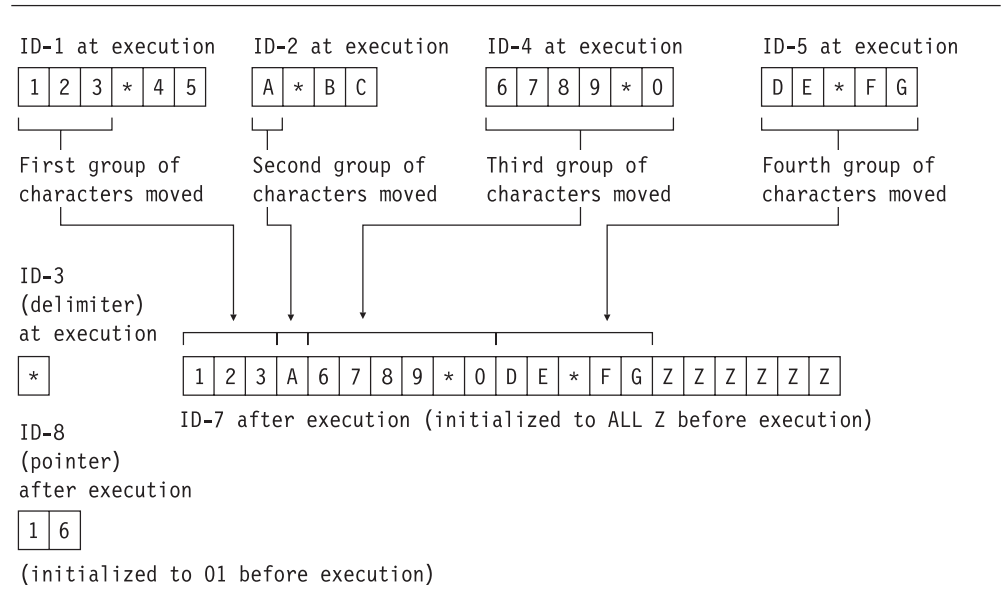 ID-1 at execution ID-2 at execution ID-4 at execution ID-5 at execution
1 2 3 * 4 5 A * B C 6 7 8 9 * 0 D E * F G
First group of Second group of Third group of Fourth group of
characters moved characters moved characters moved characters moved
ID-3
(delimiter)
at execution
* 1 2 3 A 6 7 8 9 * 0 D E * F G Z Z Z Z Z Z
ID-7 after execution (initialized to ALL Z before execution)
ID-8
(pointer)
after execution
1 6
(initialized to 01 before execution)